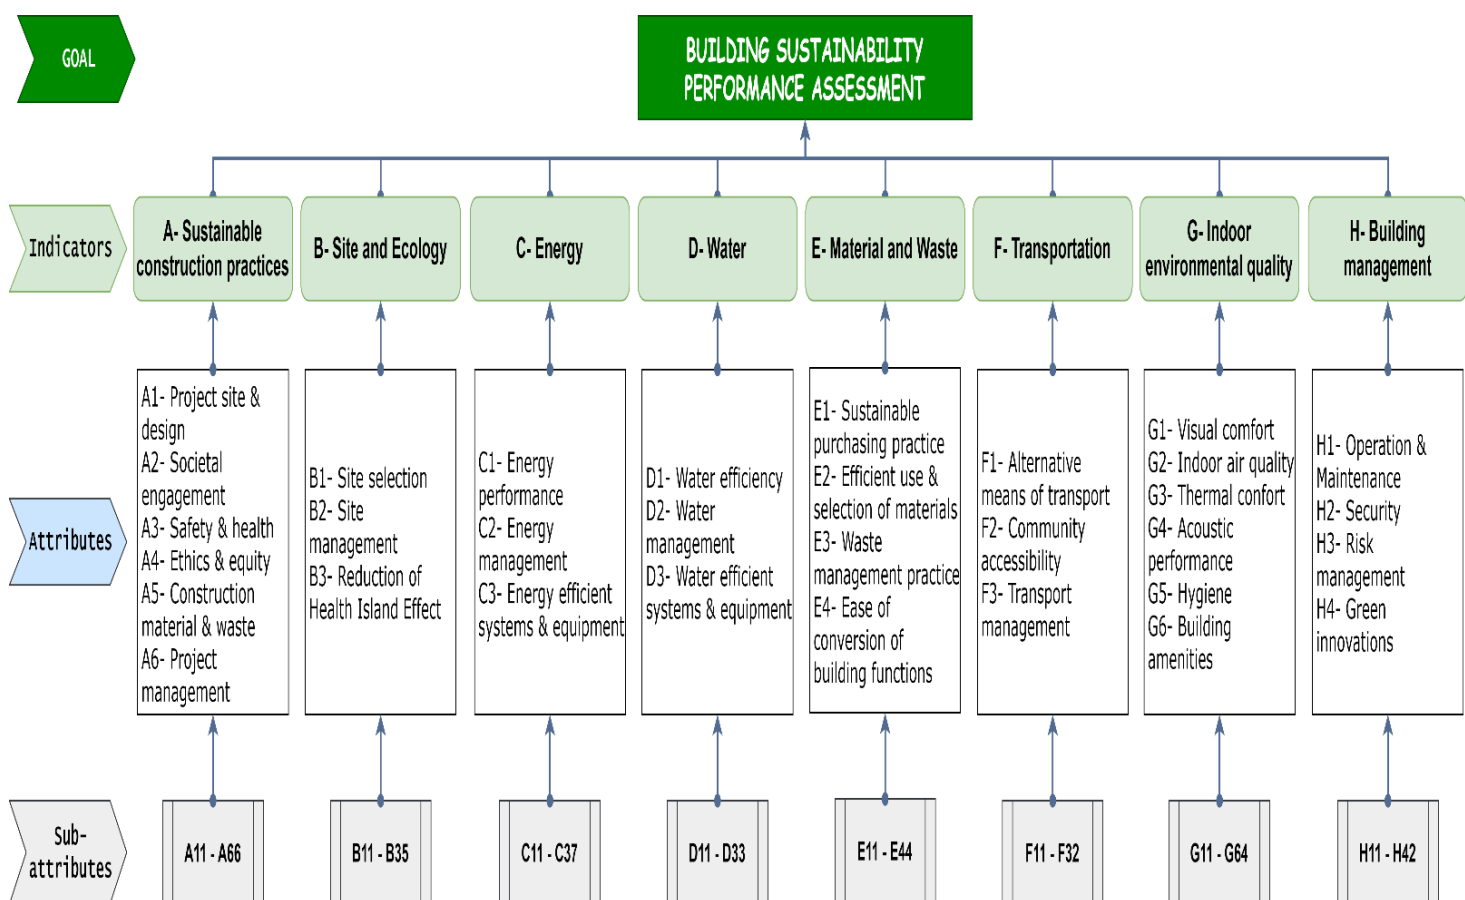 GOAL
BUILDING SUSTAINABILITY
PERFORMANCE ASSESSMENT
Indicators
A- Sustainable
construction practices
B- Site and Ecology
C- Energy
D- Water
E- Material and Waste
F- Transportation
G- Indoor
environmental quality
H- Building
management
Attributes
A1- Project site &
design
A2- Societal
engagement
A3- Safety & health
A4- Ethics & equity
A5- Construction
material & waste
A6- Project
management
B1- Site selection
B2- Site
management
B3- Reduction of
Health Island Effect
C1- Energy
performance
C2- Energy
management
C3- Energy efficient
systems & equipment
D1- Water efficiency
D2- Water
management
D3- Water efficient
systems & equipment
E1- Sustainable
purchasing practice
E2- Efficient use &
selection of materials
E3- Waste
management practice
E4- Ease of
conversion of
building functions
F1- Alternative
means of transport
F2- Community
accessibility
F3- Transport
management
G1- Visual comfort
G2- Indoor air quality
G3- Thermal confort
G4- Acoustic
performance
G5- Hygiene
G6- Building
amenities
H1- Operation &
Maintenance
H2- Security
H3- Risk
management
H4- Green
innovations
Sub-
attributes
A11 - A66
B11 - B35
C11 - C37
D11 - D33
E11 - E44
F11 - F32
G11 - G64
H11 - H42